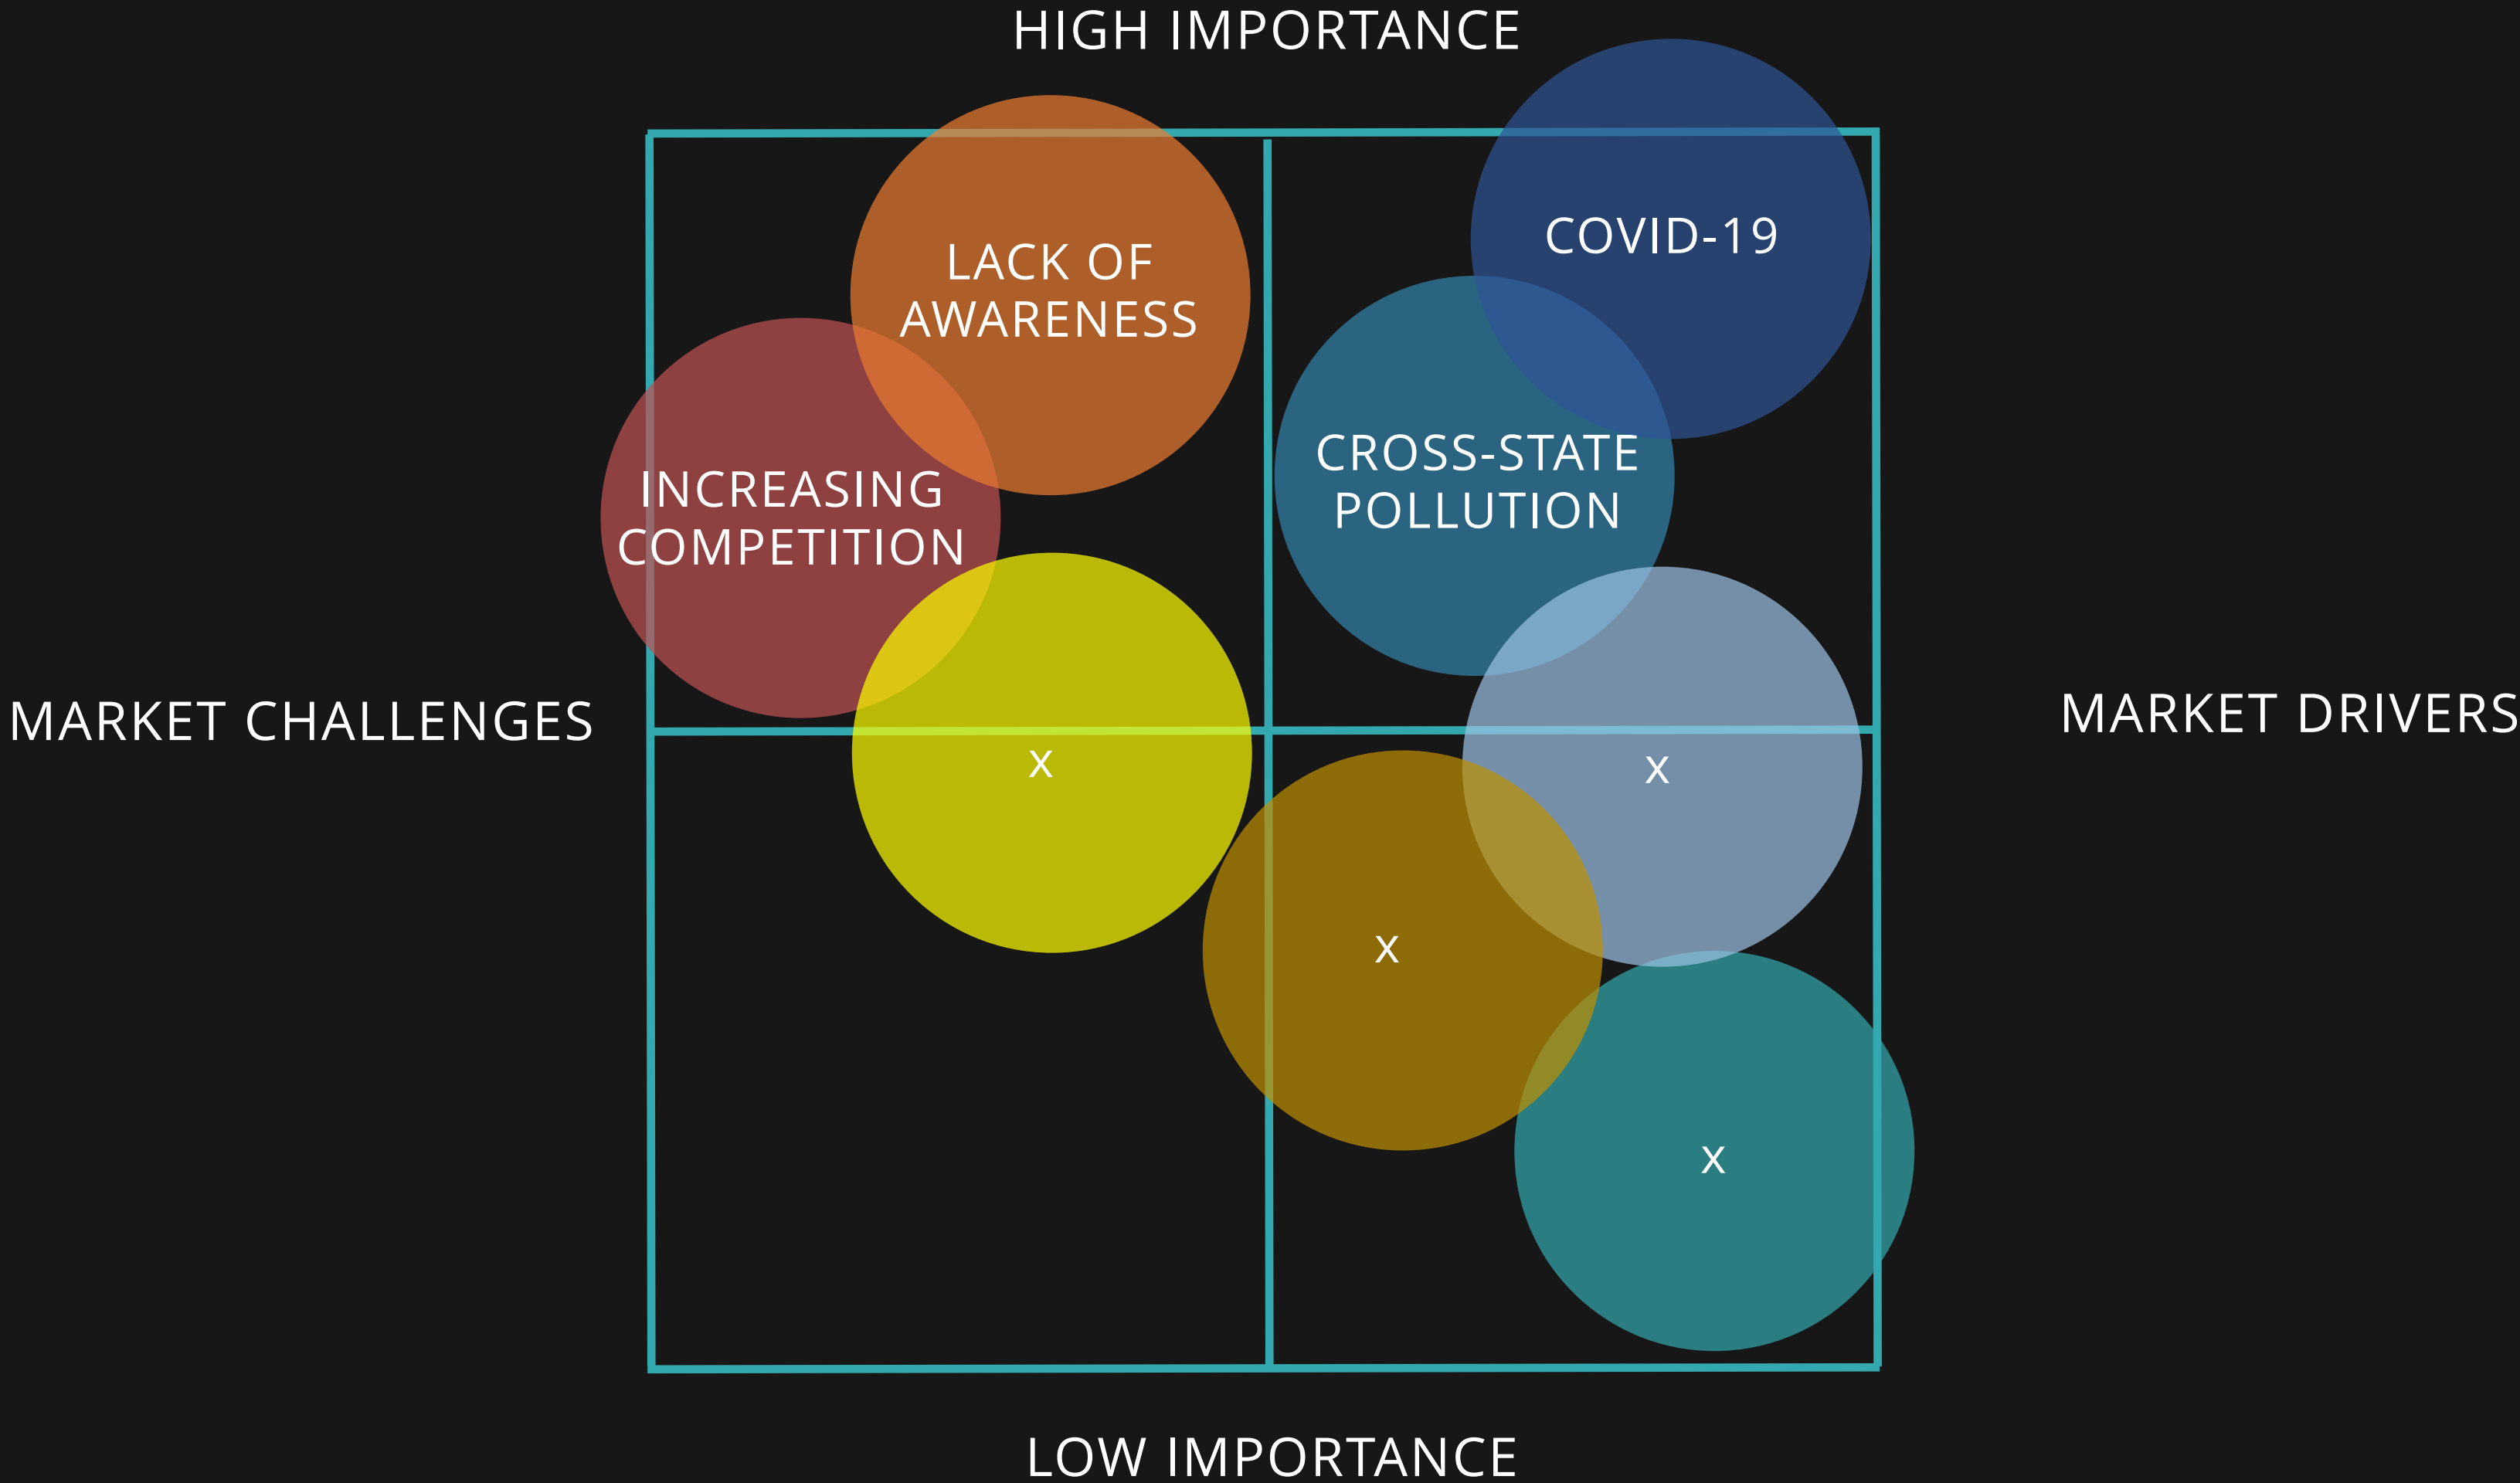 HIGH IMPORTANCE
COVID-19
LACK OF
AWARENESS
CROSS-STATE
POLLUTION
INCREASING
COMPETITION
MARKET CHALLENGES
MARKET DRIVERS
x
x
x
x
LOW IMPORTANCE